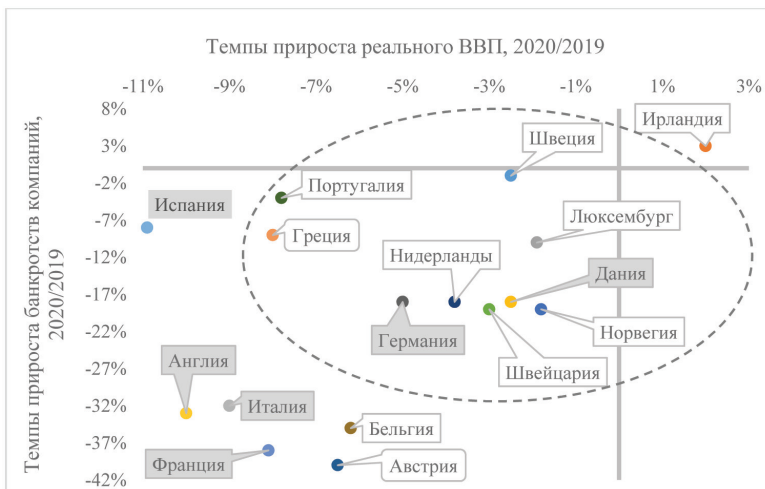 Темпы прироста реального ВВП, 2020/2019
-11% -9% -7% -5% -3% -1% 1% 3%
Темпы прироста банкротств компаний,
2020/2019
8%
3%
-2%
-7%
-12%
-17%
-22%
-27%
-32%
-37%
-42%
Ирландия
Швеция
Португалия
Испания
Люксембург
Греция
Нидерланды
Дания
Германия
Норвегия
Англия
Швейцария
Италия
Бельгия
Франция
Австрия